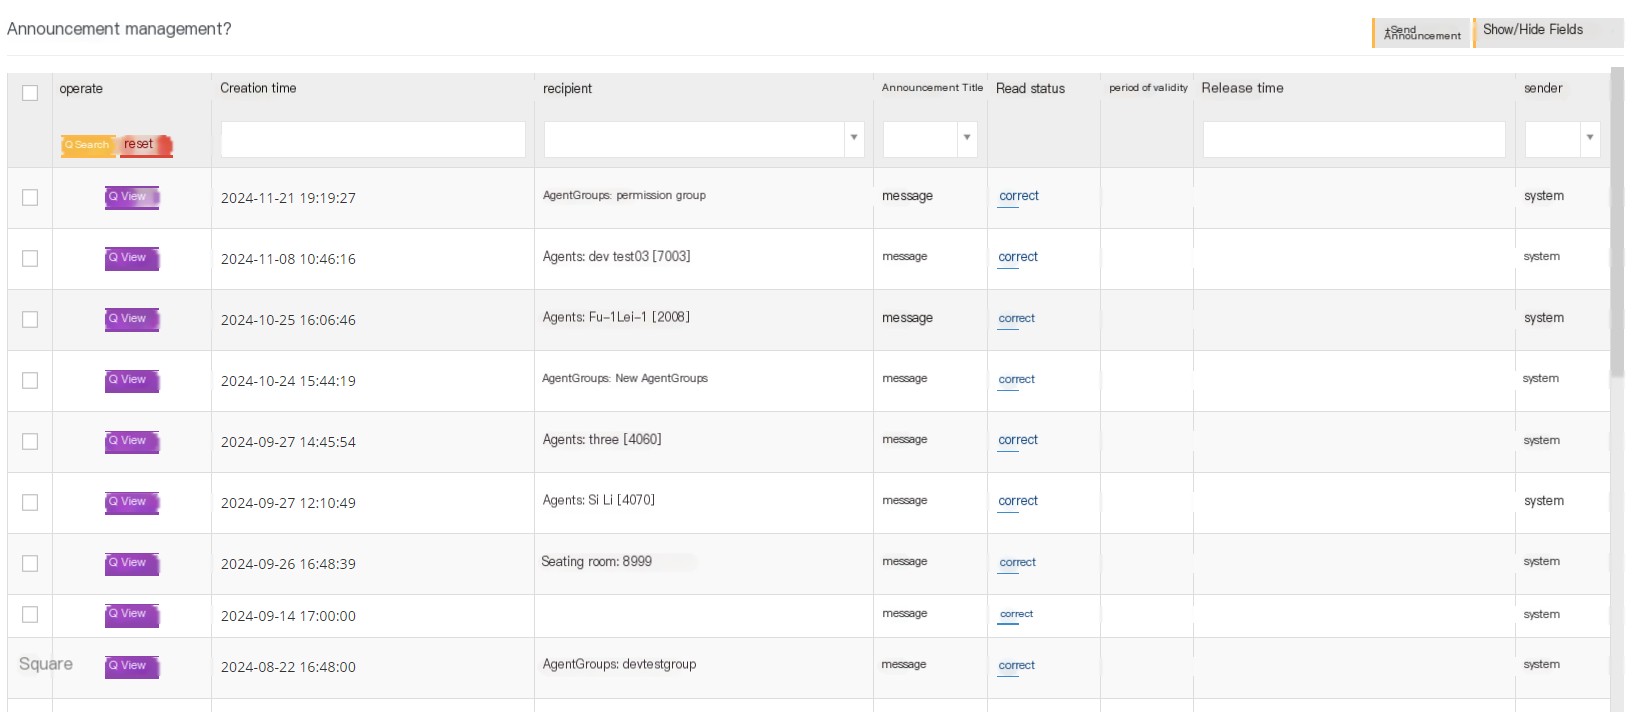 Announcement management?
+Send
Announcement
Show/Hide Fields
operate Creation time recipient Announcement Title Read status period of validity Release time sender
Q Search reset
Q View 2024-11-21 19:19:27 AgentGroups: permission group message correct system
Q View 2024-11-08 10:46:16 Agents: dev test03 [7003] message correct system
Q View 2024-10-25 16:06:46 Agents: Fu-1Lei-1 [2008] message correct system
Q View 2024-10-24 15:44:19 AgentGroups: New AgentGroups message correct system
Q View 2024-09-27 14:45:54 Agents: three [4060] message correct system
Q View 2024-09-27 12:10:49 Agents: Si Li [4070] message correct system
Q View 2024-09-26 16:48:39 Seating room: 8999 message correct system
Q View 2024-09-14 17:00:00 message correct system
Square Q View 2024-08-22 16:48:00 AgentGroups: devtestgroup message correct system